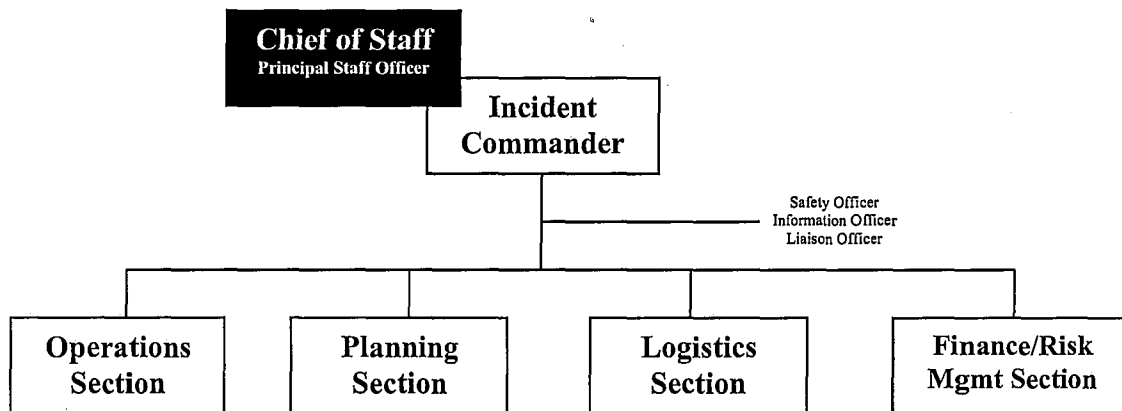 Chief of Staff
Principal Staff Officer
Incident
Commander
Safety Officer
Information Officer
Liaison Officer
Operations
Section
Planning
Section
Logistics
Section
Finance/Risk
Mgmt Section